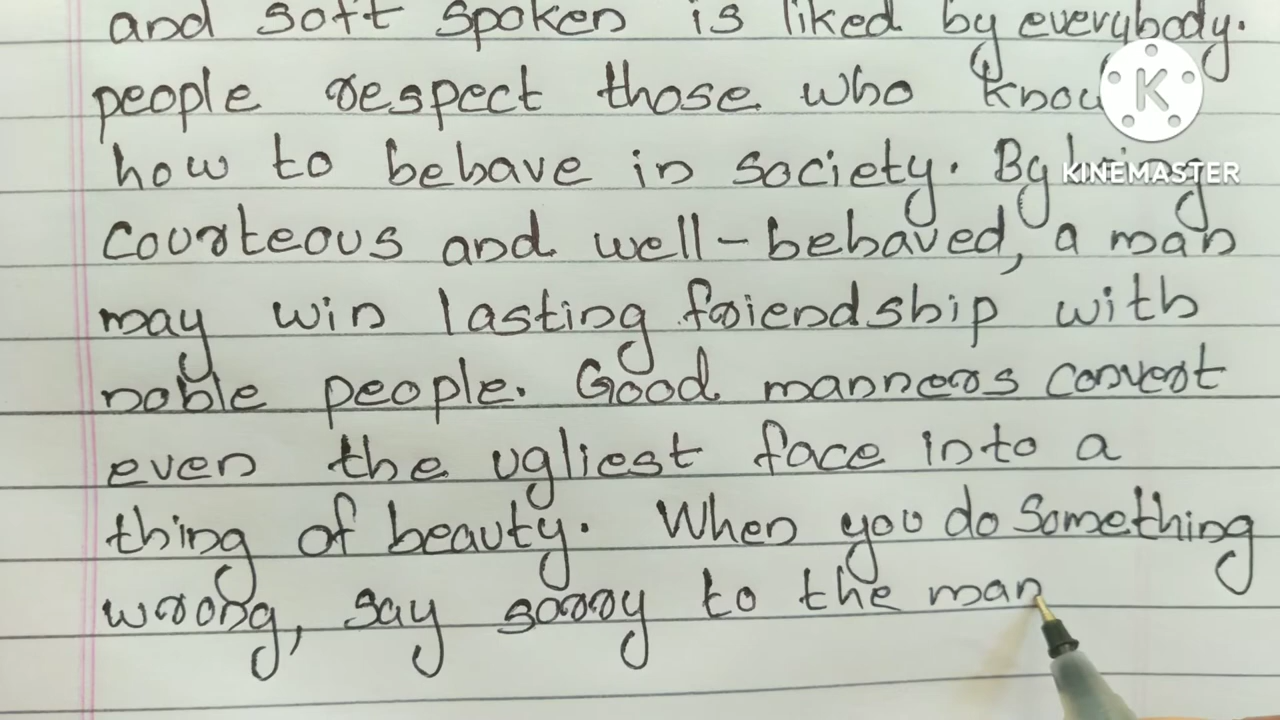 and soft spoken is liked by everybody.
people respect those who know
how to behave in society. By being
courteous and well-behaved, a man
may win lasting friendship with
noble people. Good manners convert
even the ugliest face into a
thing of beauty. When you do something
wrong, say sorry to the man
K
KINEMASTER